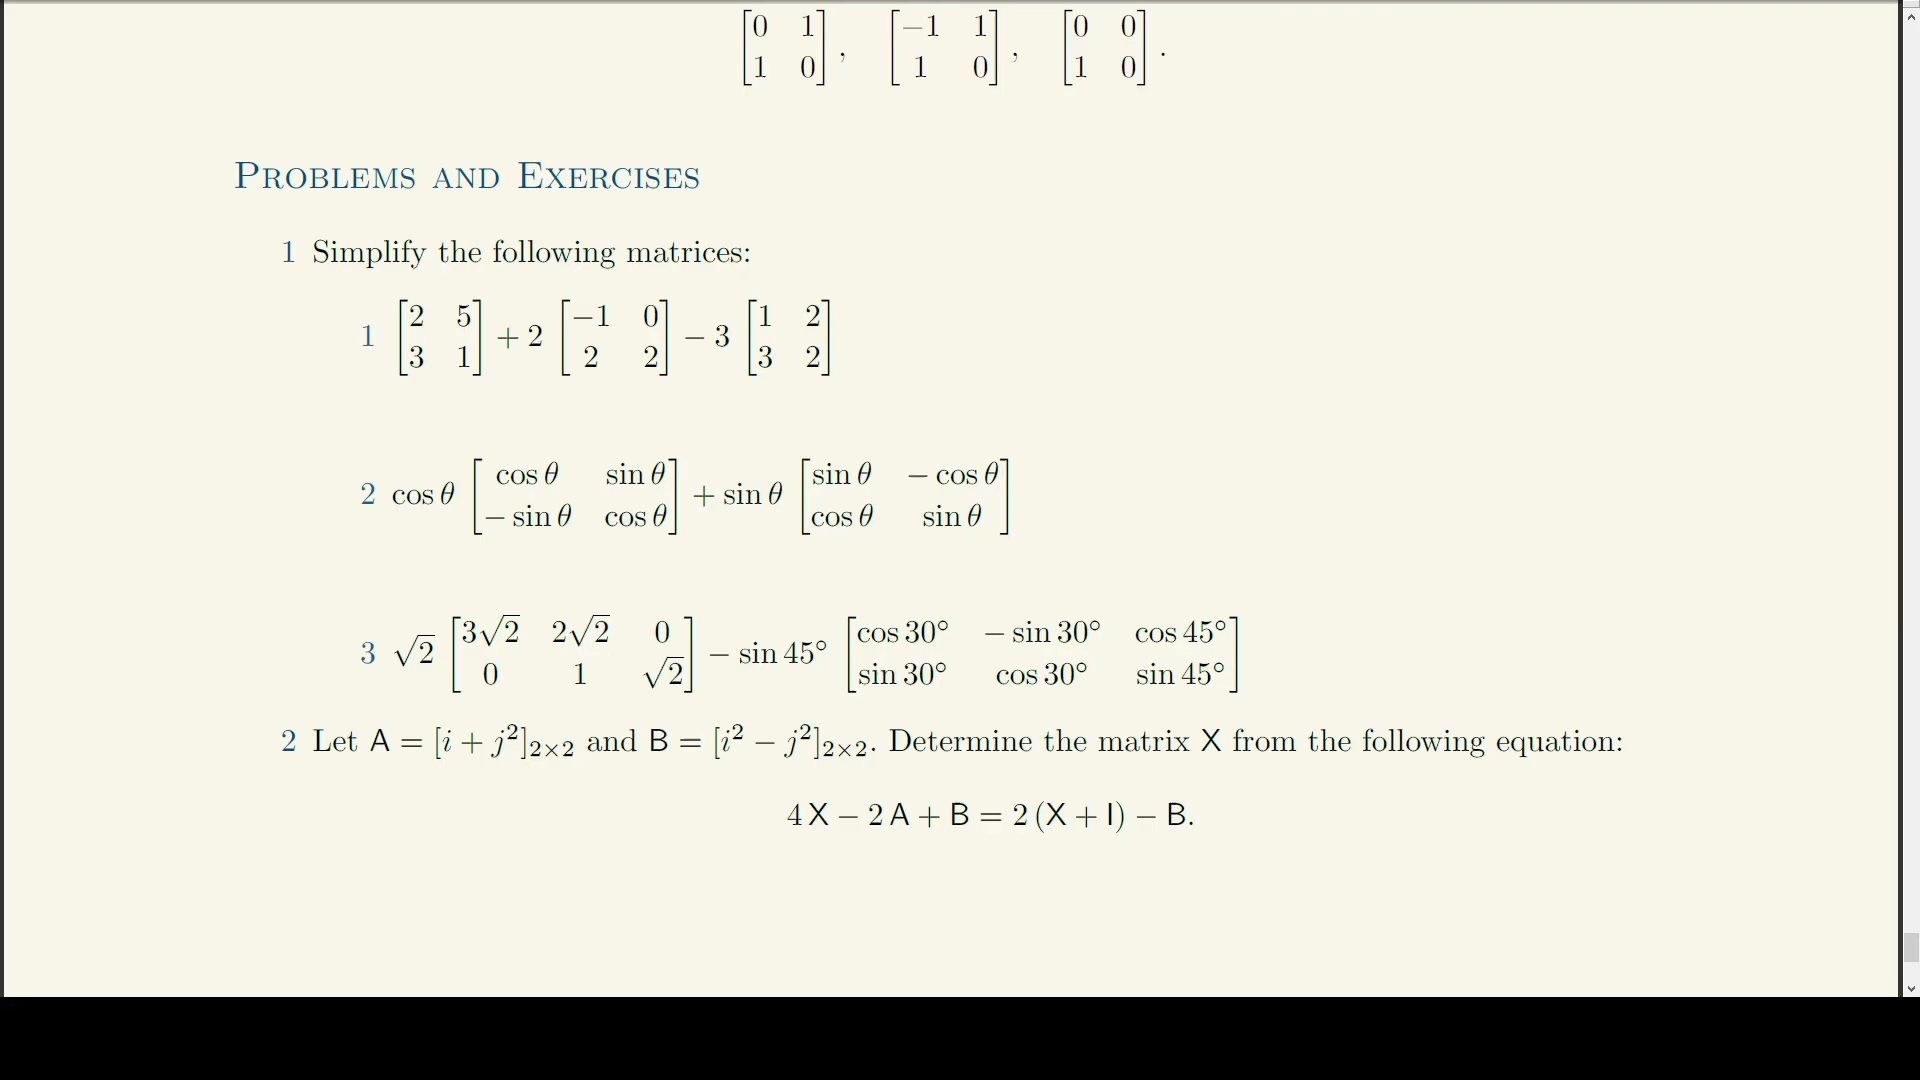 [0 1; 1 0], [−1 1; 1 0], [0 0; 1 0].
PROBLEMS AND EXERCISES
1 Simplify the following matrices:
1 [2 5; 3 1] + 2 [−1 0; 2 2] − 3 [1 2; 3 2]
2 cos θ [cos θ sin θ; − sin θ cos θ] + sin θ [sin θ − cos θ; cos θ sin θ]
3 √2 [3√2 2√2 0; 0 1 √2] − sin 45° [cos 30° − sin 30° cos 45°; sin 30° cos 30° sin 45°]
2 Let A = [i + j²]₂×₂ and B = [i² − j²]₂×₂. Determine the matrix X from the following equation:
4 X − 2 A + B = 2 (X + I) − B.